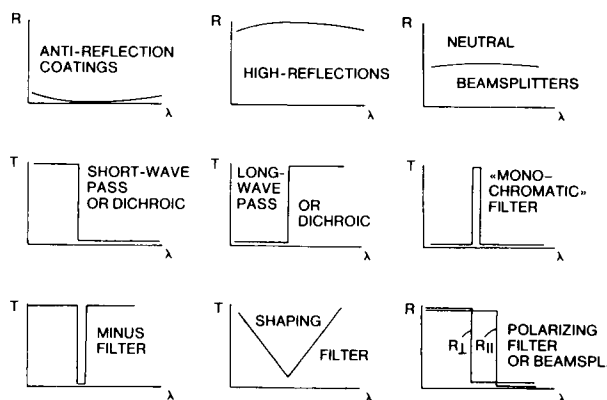 R
ANTI-REFLECTION
COATINGS
λ
R
HIGH-REFLECTIONS
λ
R
NEUTRAL
BEAMSPLITTERS
λ
T
SHORT-WAVE
PASS
OR DICHROIC
λ
T
LONG-
WAVE
PASS
OR
DICHROIC
λ
T
«MONO-
CHROMATIC»
FILTER
λ
T
MINUS
FILTER
λ
T
SHAPING
FILTER
λ
R
R⊥
R||
POLARIZING
FILTER
OR BEAMSPL
λ